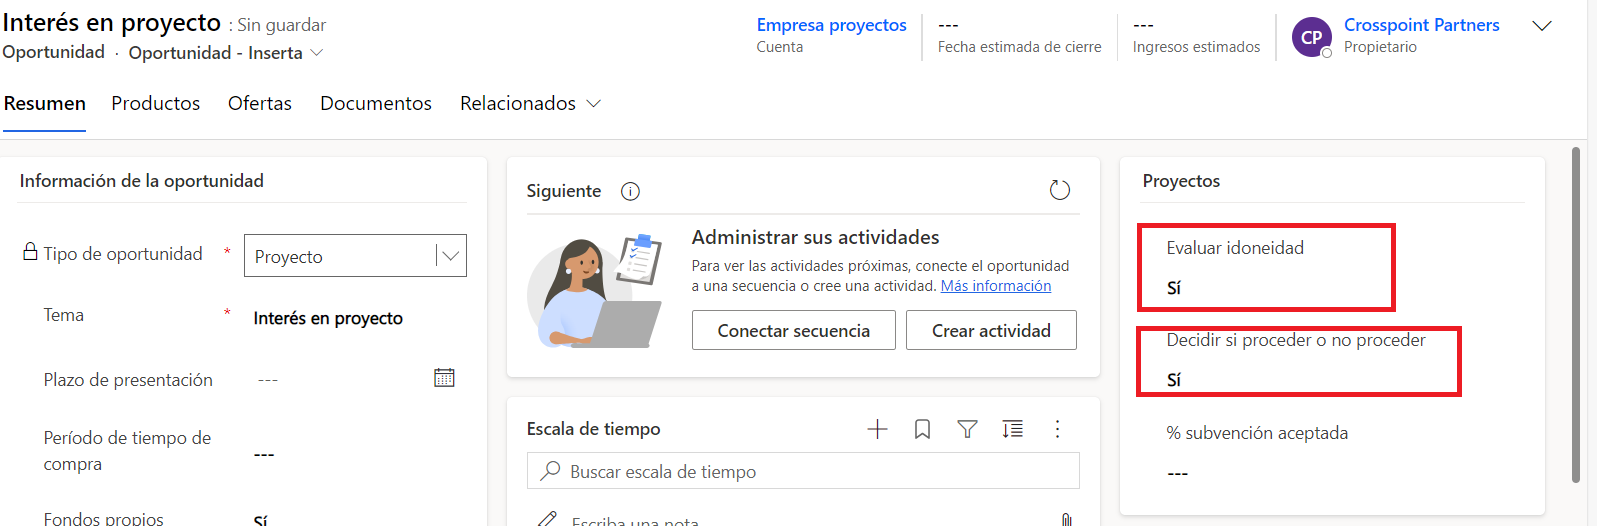 Interés en proyecto : Sin guardar
Oportunidad · Oportunidad - Inserta
Empresa proyectos
Cuenta
---
Fecha estimada de cierre
---
Ingresos estimados
CP
Crosspoint Partners
Propietario
Resumen Productos Ofertas Documentos Relacionados
Información de la oportunidad
Tipo de oportunidad * Proyecto
Tema * Interés en proyecto
Plazo de presentación ---
Período de tiempo de
compra ---
Fondos propios Sí
Siguiente
Administrar sus actividades
Para ver las actividades próximas, conecte el oportunidad
a una secuencia o cree una actividad. Más información
Conectar secuencia Crear actividad
Escala de tiempo
Buscar escala de tiempo
Escriba una nota
Proyectos
Evaluar idoneidad
Sí
Decidir si proceder o no proceder
Sí
% subvención aceptada
---